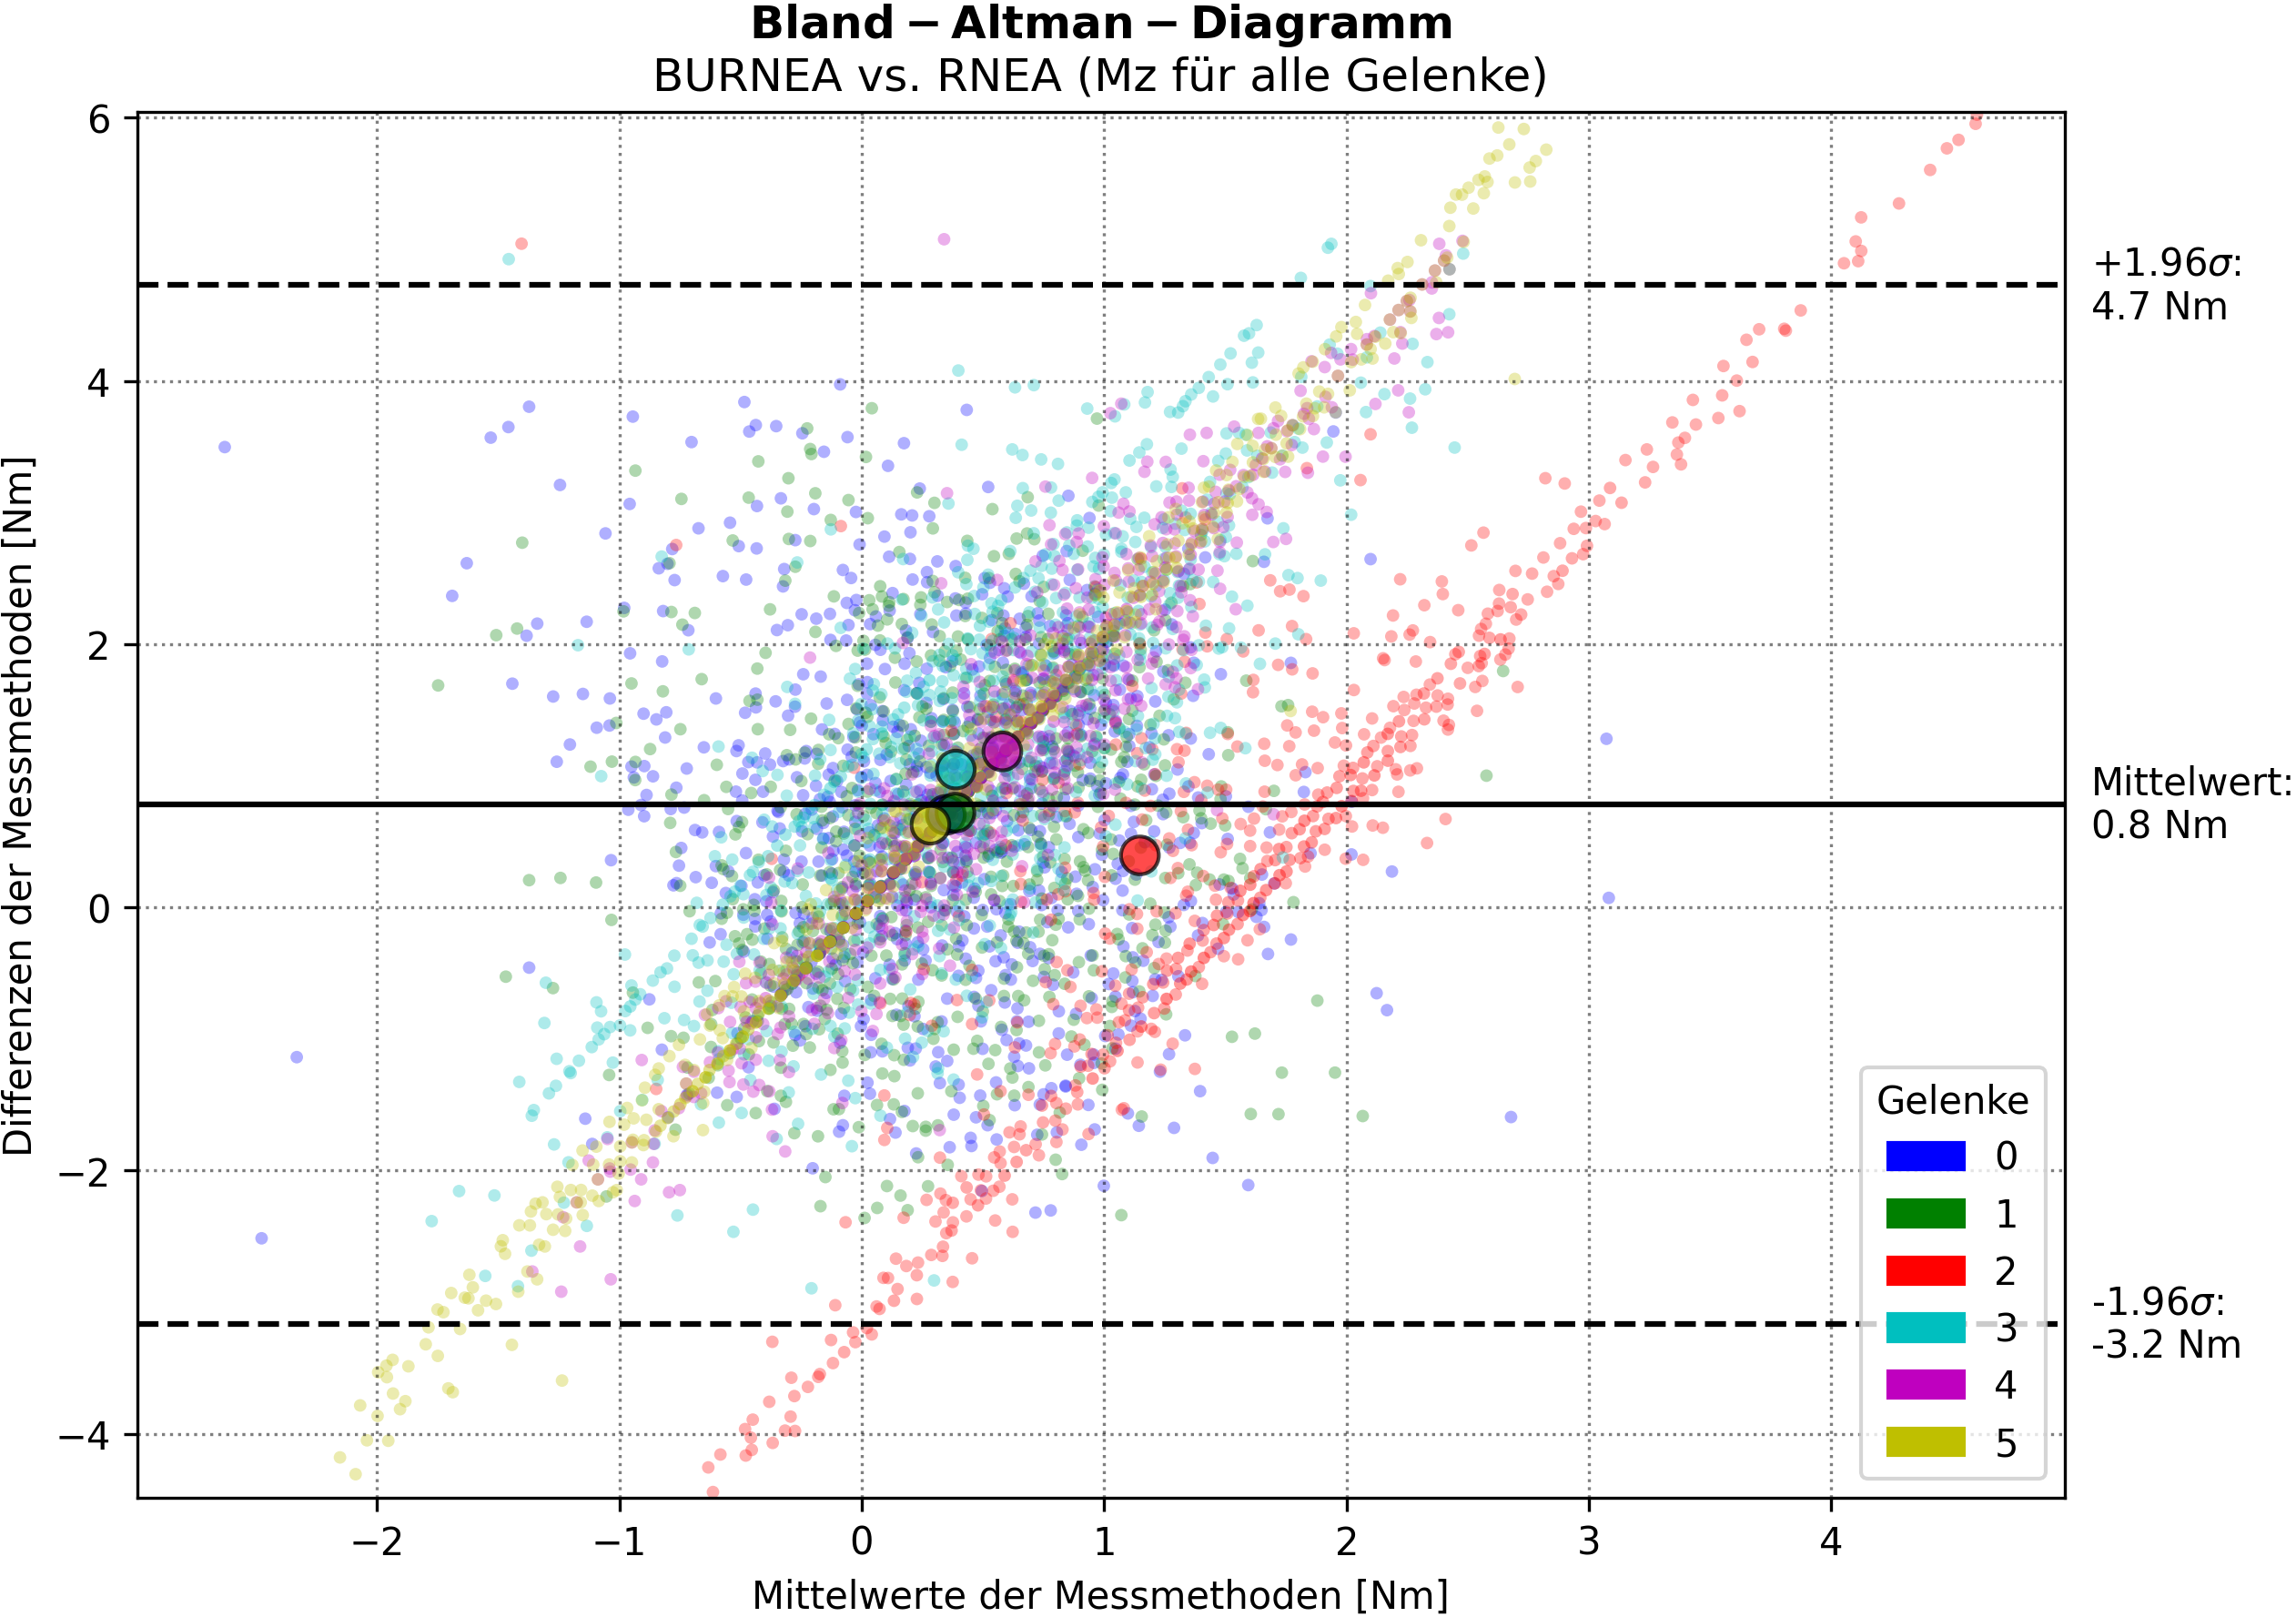 Bland − Altman − Diagramm
BURNEA vs. RNEA (Mz für alle Gelenke)
Differenzen der Messmethoden [Nm]
6
4
2
0
−2
−4
+1.96σ:
4.7 Nm
Mittelwert:
0.8 Nm
-1.96σ:
-3.2 Nm
Gelenke
0
1
2
3
4
5
−2 −1 0 1 2 3 4
Mittelwerte der Messmethoden [Nm]